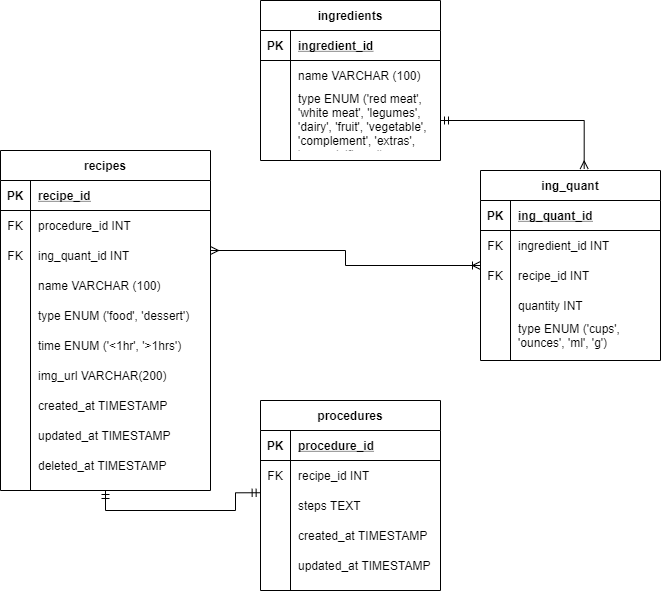 ingredients
PK ingredient_id
name VARCHAR (100)
type ENUM ('red meat',
'white meat', 'legumes',
'dairy', 'fruit', 'vegetable',
'complement', 'extras',
recipes
PK recipe_id
FK procedure_id INT
FK ing_quant_id INT
name VARCHAR (100)
type ENUM ('food', 'dessert')
time ENUM ('<1hr', '>1hrs')
img_url VARCHAR(200)
created_at TIMESTAMP
updated_at TIMESTAMP
deleted_at TIMESTAMP
ing_quant
PK ing_quant_id
FK ingredient_id INT
FK recipe_id INT
quantity INT
type ENUM ('cups',
'ounces', 'ml', 'g')
procedures
PK procedure_id
FK recipe_id INT
steps TEXT
created_at TIMESTAMP
updated_at TIMESTAMP